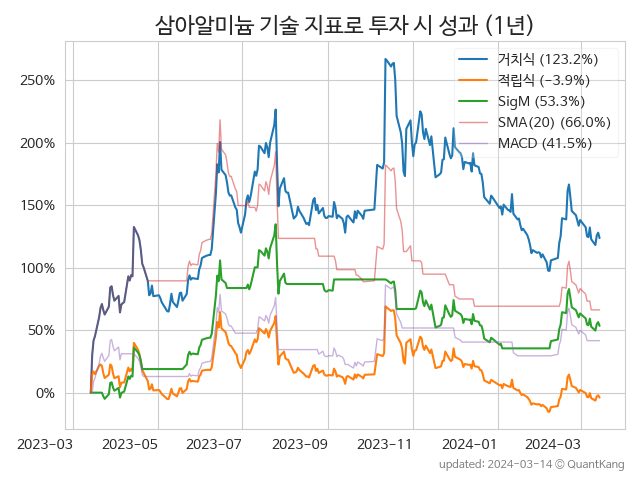 삼아알미늄 기술 지표로 투자 시 성과 (1년)
거치식 (123.2%)
적립식 (−3.9%)
SigM (53.3%)
SMA(20) (66.0%)
MACD (41.5%)
250%
200%
150%
100%
50%
0%
2023-03 2023-05 2023-07 2023-09 2023-11 2024-01 2024-03
updated: 2024-03-14 ⓒ QuantKang